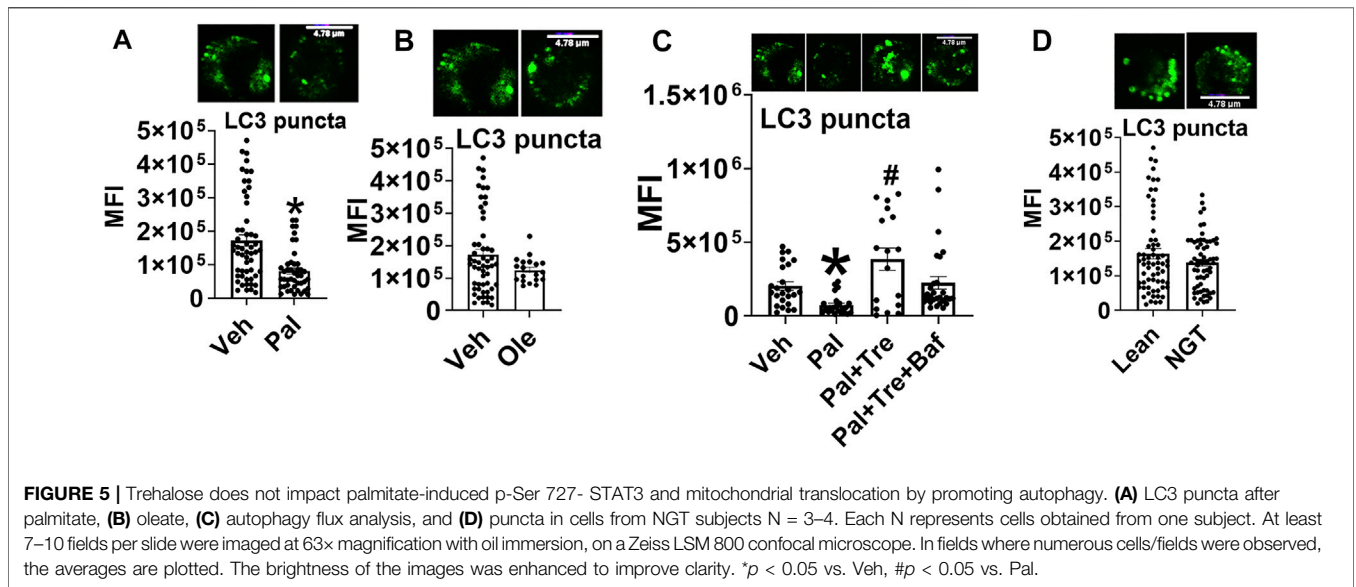 A
4.78 µm
LC3 puncta
5×10⁵
4×10⁵
3×10⁵
2×10⁵
1×10⁵
0
MFI
*
Veh
Pal
B
4.78 µm
LC3 puncta
5×10⁵
4×10⁵
3×10⁵
2×10⁵
1×10⁵
0
MFI
Veh
Ole
C
4.78 µm
1.5×10⁶
LC3 puncta
1×10⁶
5×10⁵
0
MFI
*
#
Veh
Pal
Pal+Tre
Pal+Tre+Baf
D
4.78 µm
LC3 puncta
5×10⁵
4×10⁵
3×10⁵
2×10⁵
1×10⁵
0
MFI
Lean
NGT
FIGURE 5 | Trehalose does not impact palmitate-induced p-Ser 727- STAT3 and mitochondrial translocation by promoting autophagy. (A) LC3 puncta after
palmitate, (B) oleate, (C) autophagy flux analysis, and (D) puncta in cells from NGT subjects N = 3–4. Each N represents cells obtained from one subject. At least
7–10 fields per slide were imaged at 63× magnification with oil immersion, on a Zeiss LSM 800 confocal microscope. In fields where numerous cells/fields were observed,
the averages are plotted. The brightness of the images was enhanced to improve clarity. *p < 0.05 vs. Veh, #p < 0.05 vs. Pal.